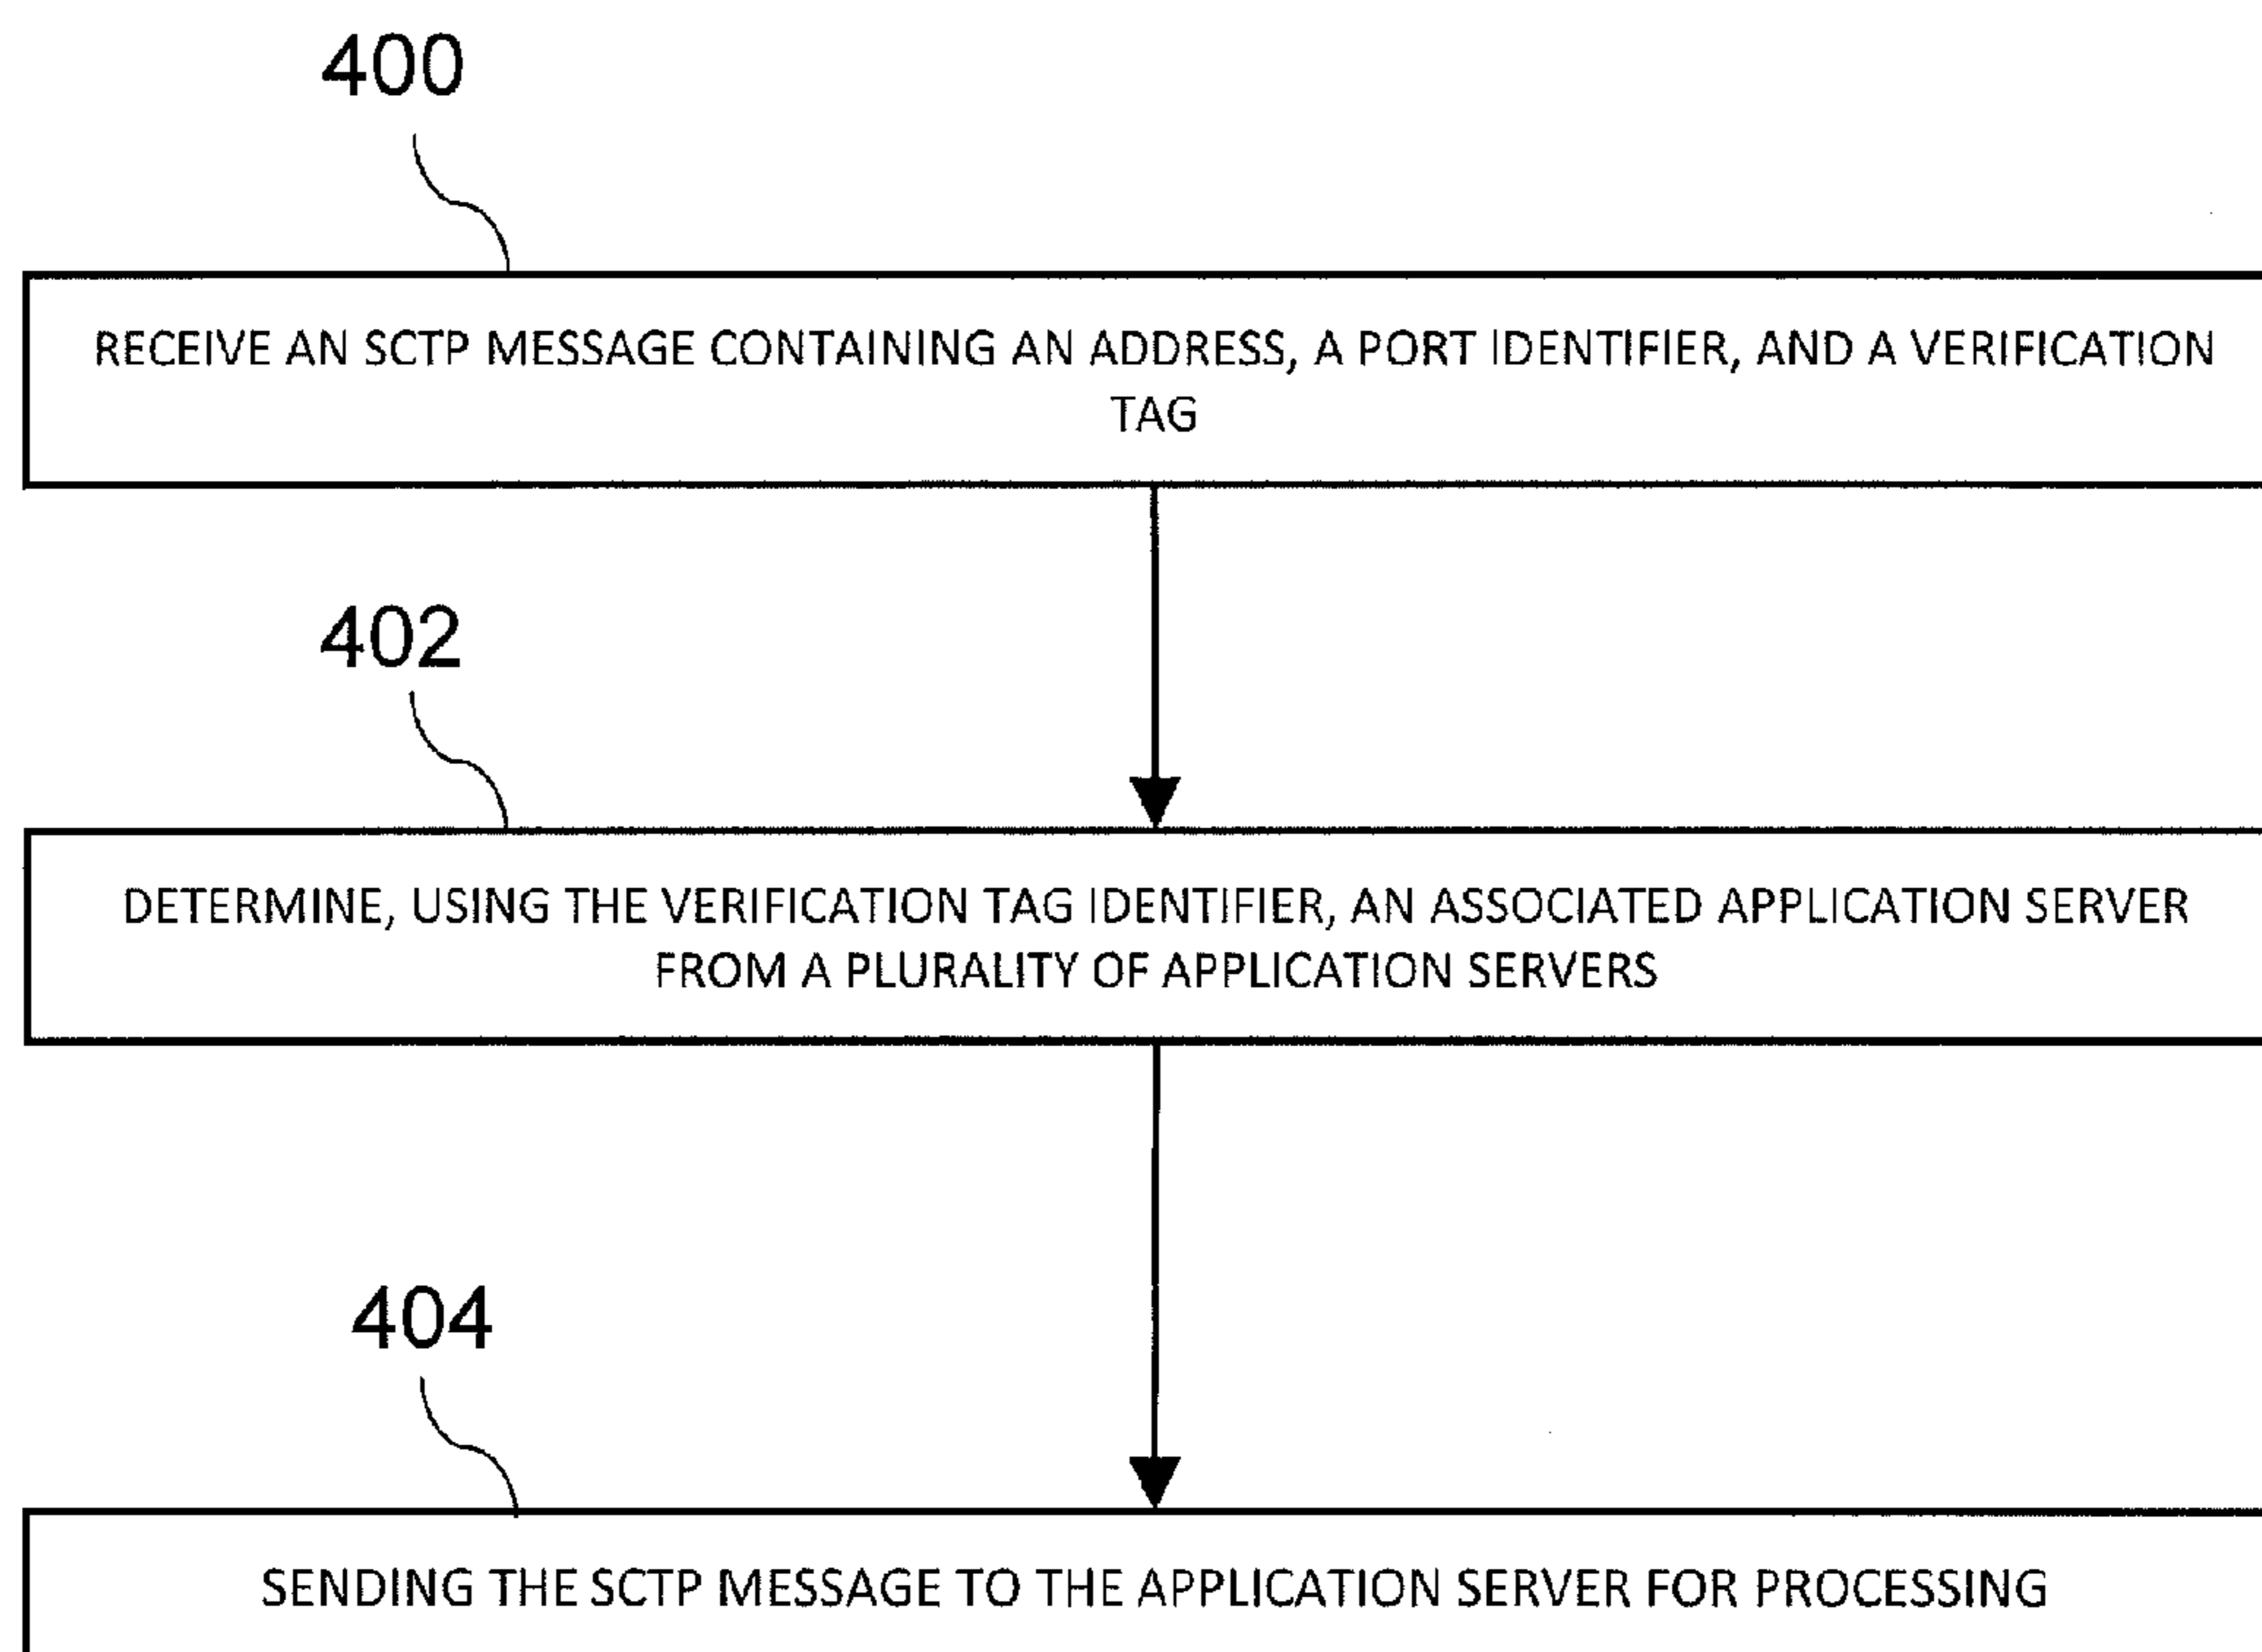 400
RECEIVE AN SCTP MESSAGE CONTAINING AN ADDRESS, A PORT IDENTIFIER, AND A VERIFICATION
TAG
402
DETERMINE, USING THE VERIFICATION TAG IDENTIFIER, AN ASSOCIATED APPLICATION SERVER
FROM A PLURALITY OF APPLICATION SERVERS
404
SENDING THE SCTP MESSAGE TO THE APPLICATION SERVER FOR PROCESSING